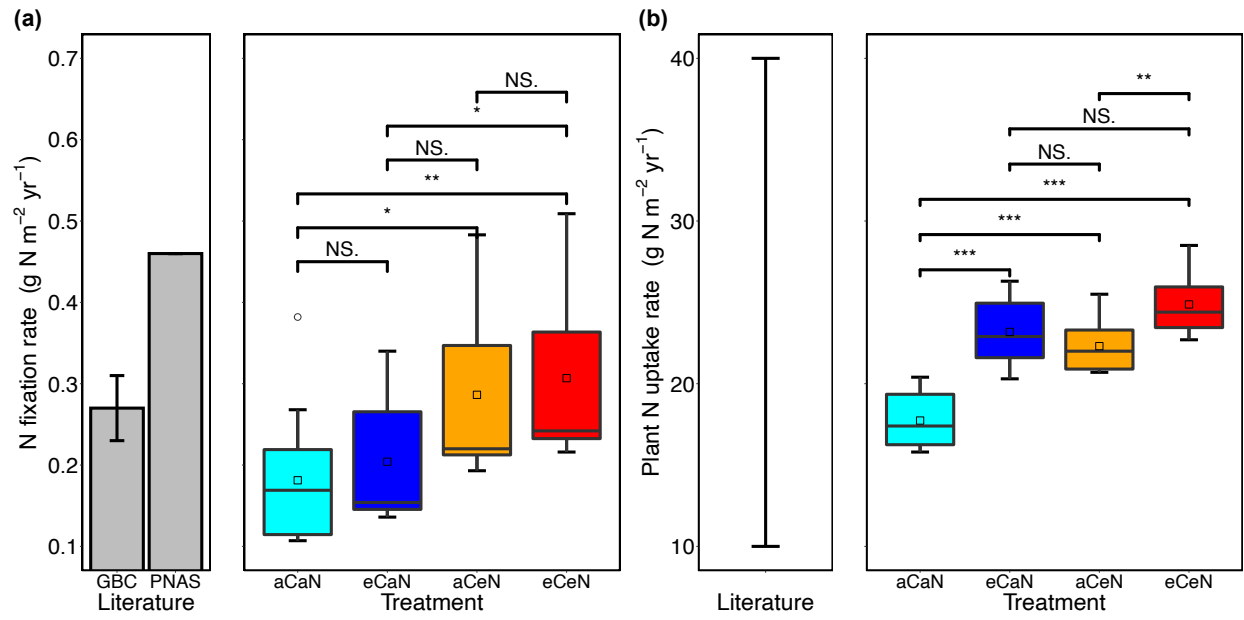 (a)
N fixation rate (g N m⁻² yr⁻¹)
0.7
0.6
0.5
0.4
0.3
0.2
0.1
GBC PNAS
Literature
NS.
*
NS.
**
*
NS.
aCaN eCaN aCeN eCeN
Treatment
(b)
Plant N uptake rate (g N m⁻² yr⁻¹)
40
30
20
10
Literature
**
NS.
NS.
***
***
***
aCaN eCaN aCeN eCeN
Treatment